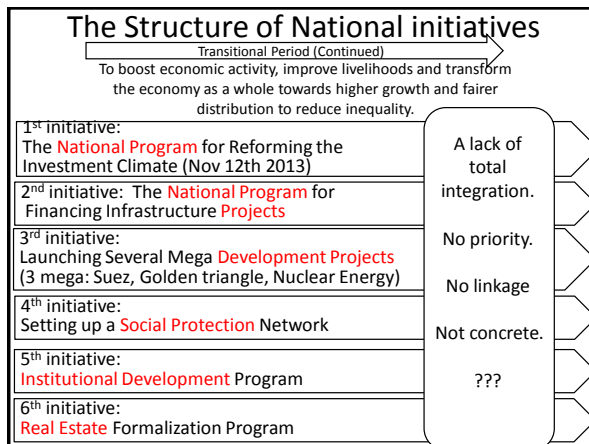 The Structure of National initiatives
Transitional Period (Continued)
To boost economic activity, improve livelihoods and transform
the economy as a whole towards higher growth and fairer
distribution to reduce inequality.
1st initiative:
The National Program for Reforming the
Investment Climate (Nov 12th 2013)
2nd initiative: The National Program for
Financing Infrastructure Projects
3rd initiative:
Launching Several Mega Development Projects
(3 mega: Suez, Golden triangle, Nuclear Energy)
4th initiative:
Setting up a Social Protection Network
5th initiative:
Institutional Development Program
6th initiative:
Real Estate Formalization Program
A lack of
total
integration.
No priority.
No linkage
Not concrete.
???